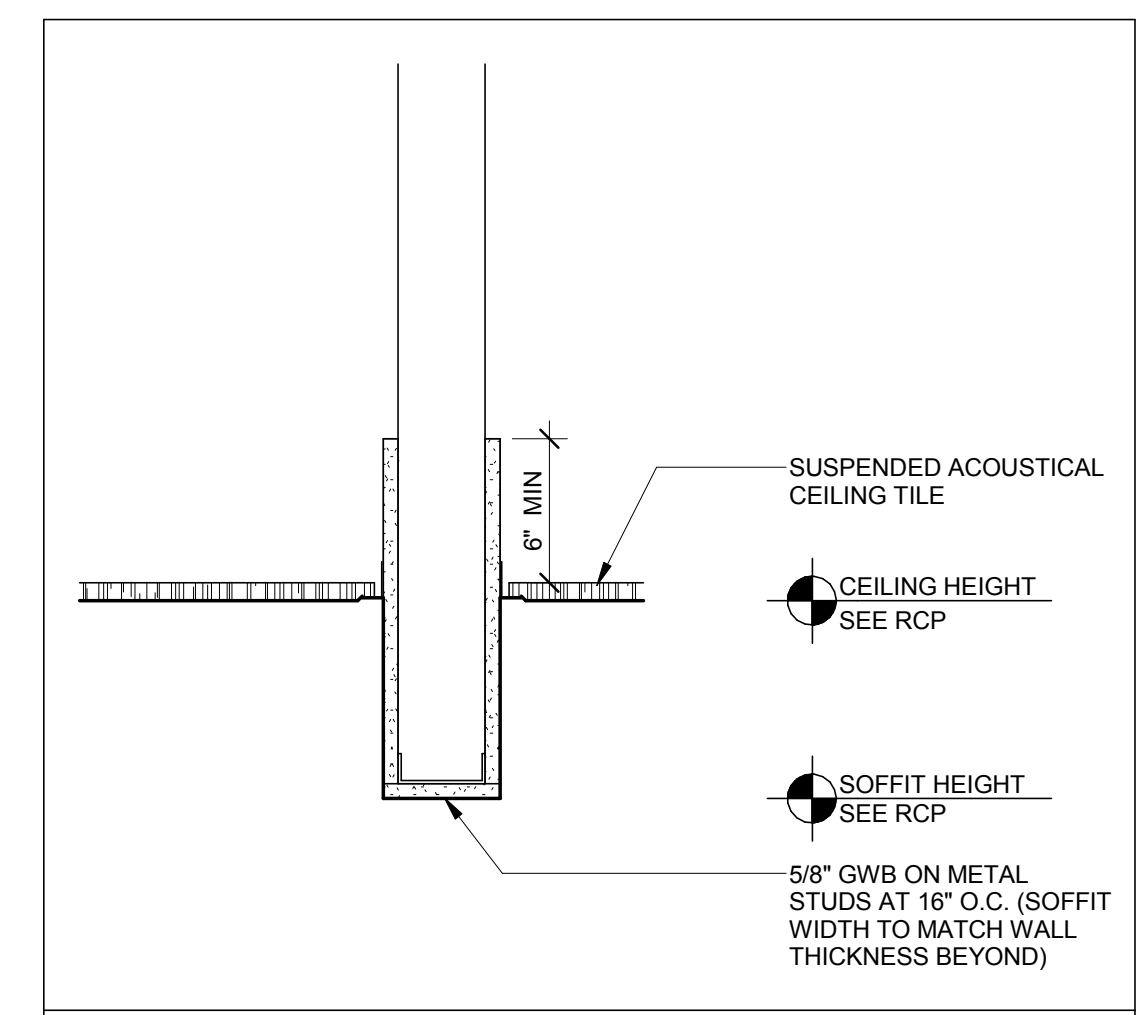 6" MIN
SUSPENDED ACOUSTICAL
CEILING TILE
CEILING HEIGHT
SEE RCP
SOFFIT HEIGHT
SEE RCP
5/8" GWB ON METAL
STUDS AT 16" O.C. (SOFFIT
WIDTH TO MATCH WALL
THICKNESS BEYOND)